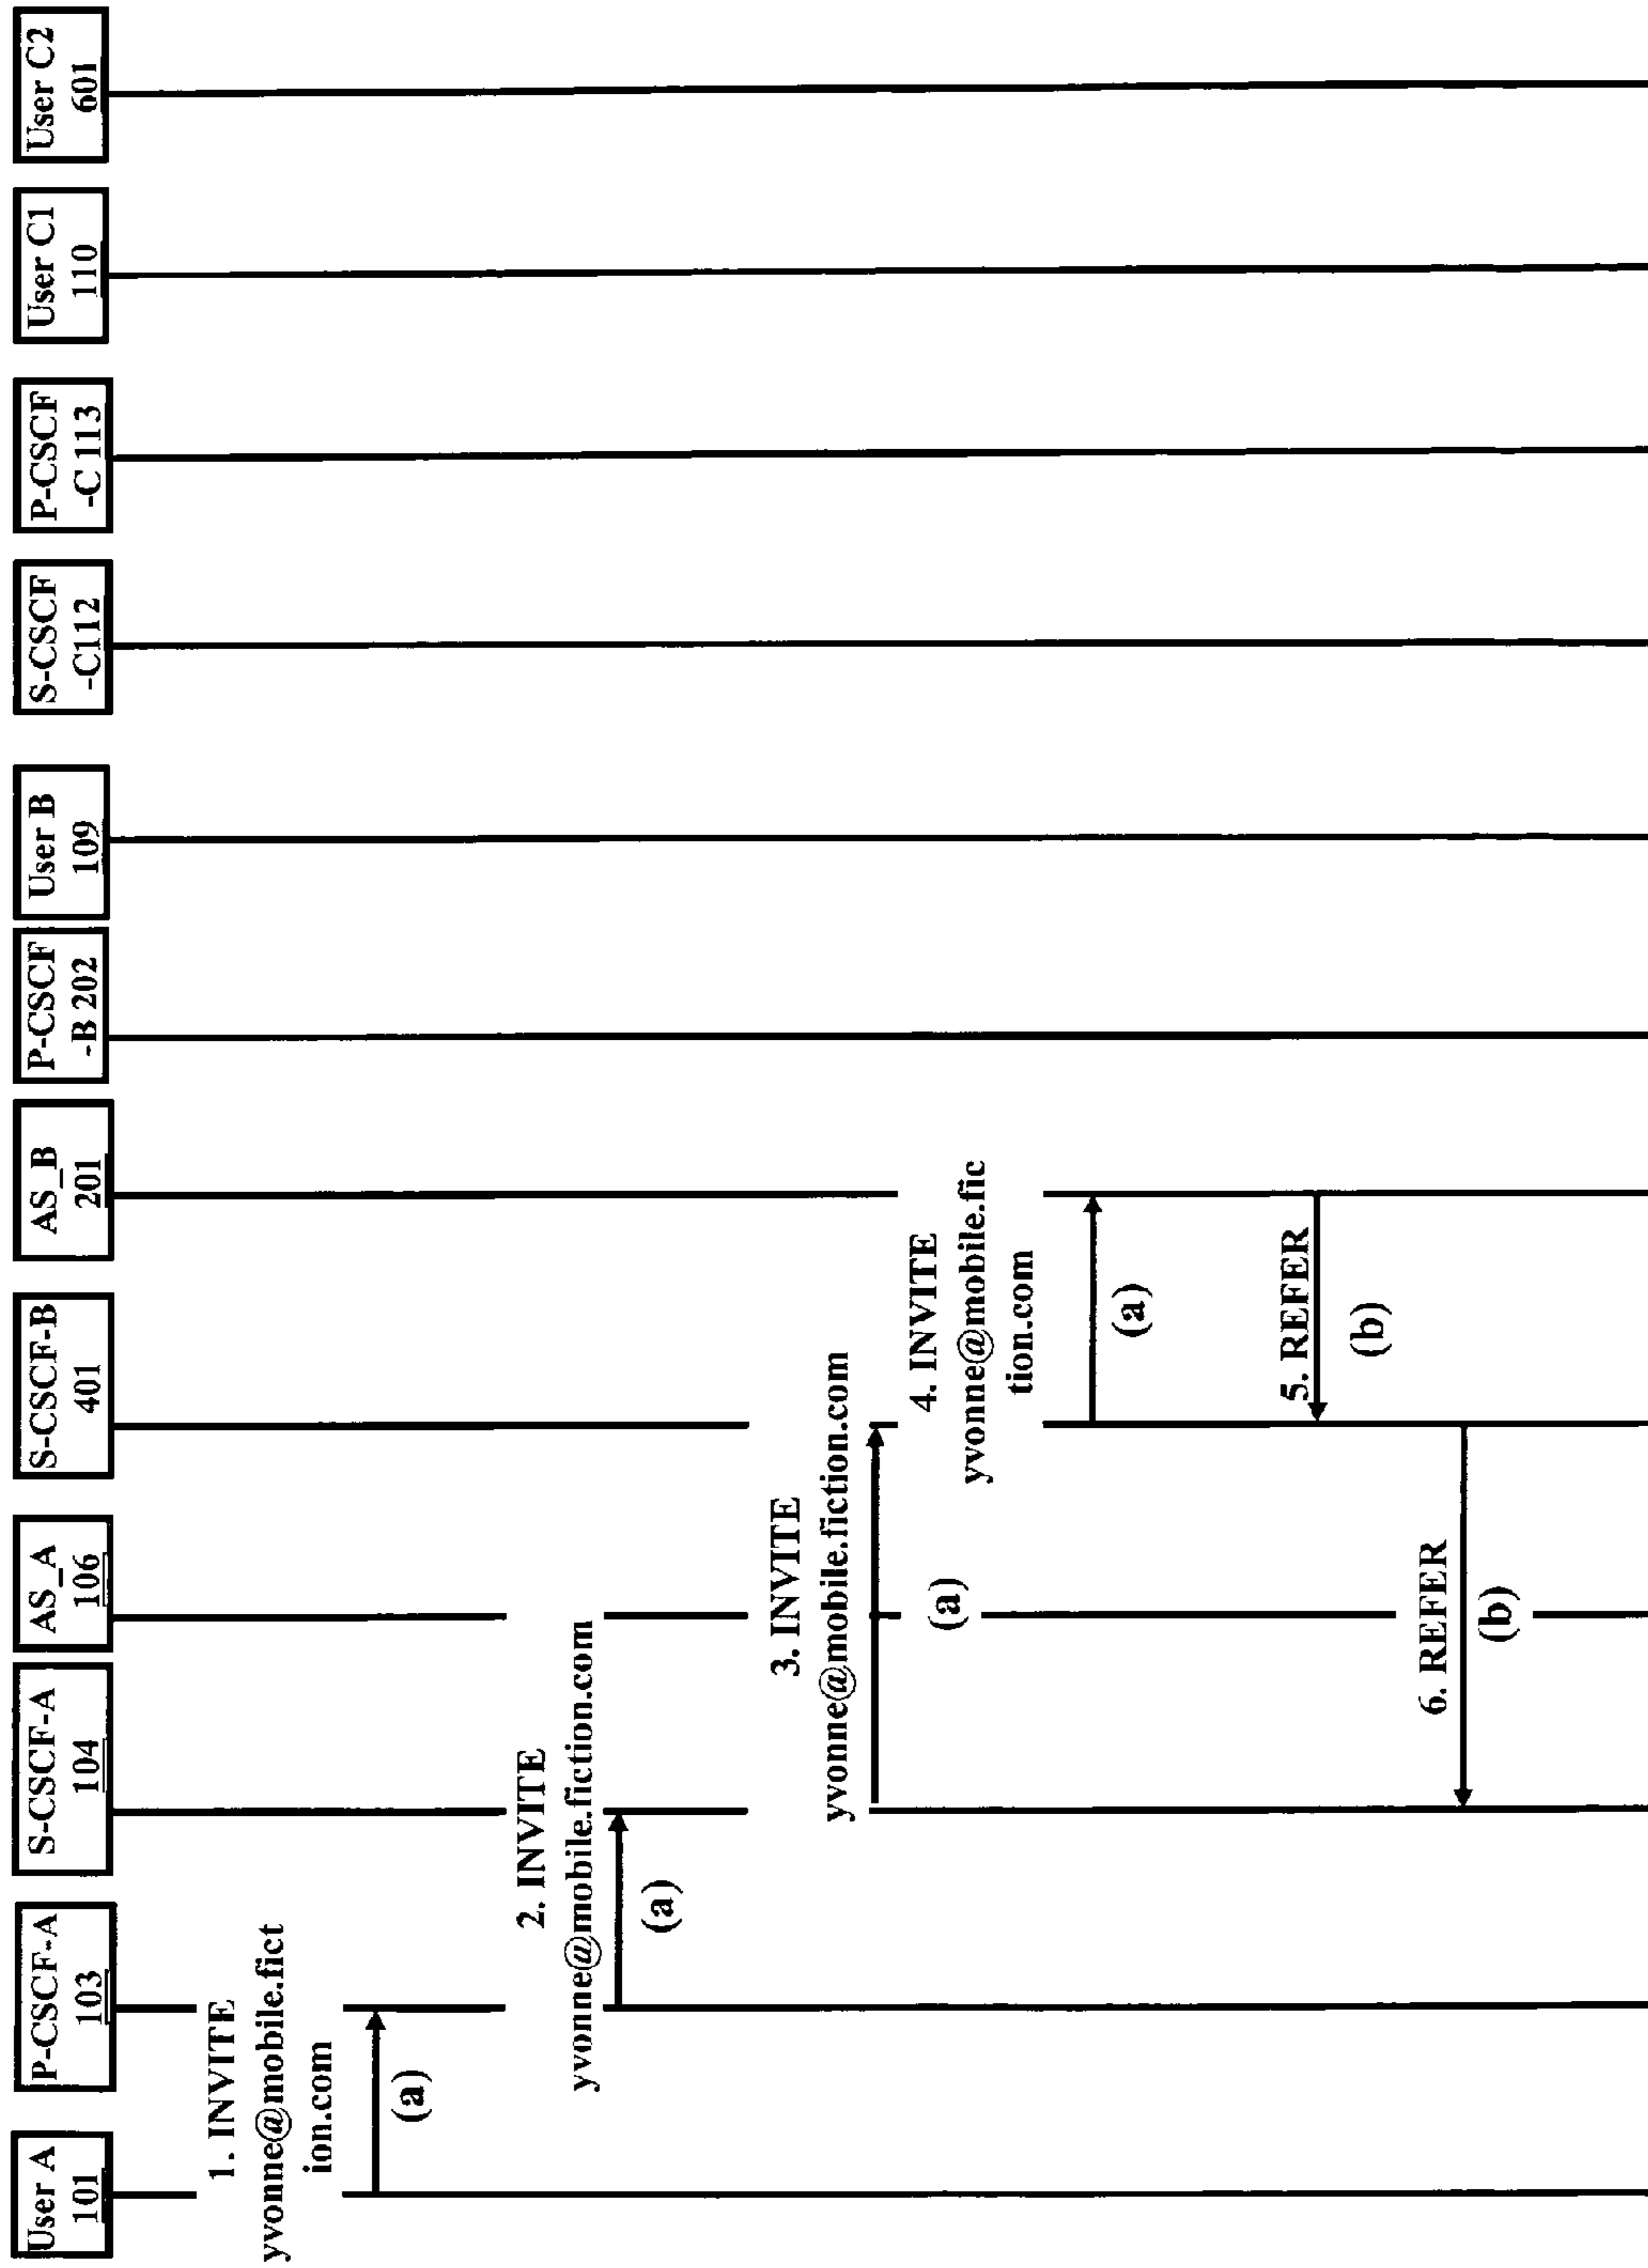 User A
101
P-CSCF-A
103
S-CSCF-A
104
AS_A
106
S-CSCF-B
401
AS_B
201
P-CSCF
-B 202
User B
109
S-CSCF
-C112
P-CSCF
-C 113
User C1
110
User C2
601
1. INVITE
yvonne@mobile.fict
ion.com
(a)
2. INVITE
yvonne@mobile.fiction.com
(a)
3. INVITE
yvonne@mobile.fiction.com
(a)
4. INVITE
yvonne@mobile.fic
tion.com
(a)
5. REFER
(b)
6. REFER
(b)